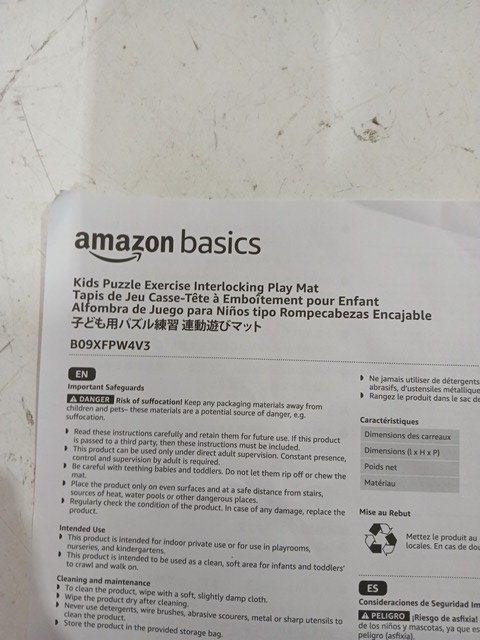 amazon basics
Kids Puzzle Exercise Interlocking Play Mat
Tapis de Jeu Casse-Tête à Emboîtement pour Enfant
Alfombra de Juego para Niños tipo Rompecabezas Encajable
子ども用パズル練習 連動遊びマット
B09XFPW4V3
EN
Important Safeguards
DANGER Risk of suffocation! Keep any packaging materials away from
children and pets– these materials are a potential source of danger, e.g.
suffocation.
Read these instructions carefully and retain them for future use. If this product
is passed to a third party, then these instructions must be included.
This product can be used only under direct adult supervision. Constant presence,
control and supervision by adult is required.
Be careful with teething babies and toddlers. Do not let them rip off or chew the
mat.
Place the product only on even surfaces and at a safe distance from stairs,
sources of heat, water pools or other dangerous places.
Regularly check the condition of the product. In case of any damage, replace the
product.
Intended Use
This product is intended for indoor private use or for use in playrooms,
nurseries, and kindergartens.
This product is intended to be used as a clean, soft area for infants and toddlers'
to crawl and walk on.
Cleaning and maintenance
To clean the product, wipe with a soft, slightly damp cloth.
Wipe the product dry after cleaning.
Never use detergents, wire brushes, abrasive scourers, metal or sharp utensils to
clean the product.
Store the product in the provided storage bag.
Ne jamais utiliser de détergents
abrasifs, d'ustensiles métallique
Rangez le produit dans le sac de
Caractéristiques
Dimensions des carreaux
Dimensions (l x H x P)
Poids net
Matériau
Mise au Rebut
Mettez le produit au
locales. En cas de dou
ES
Consideraciones de Seguridad Im
PELIGRO ¡Riesgo de asfixia!
de los niños y mascotas, ya que es
peligro (asfixia).